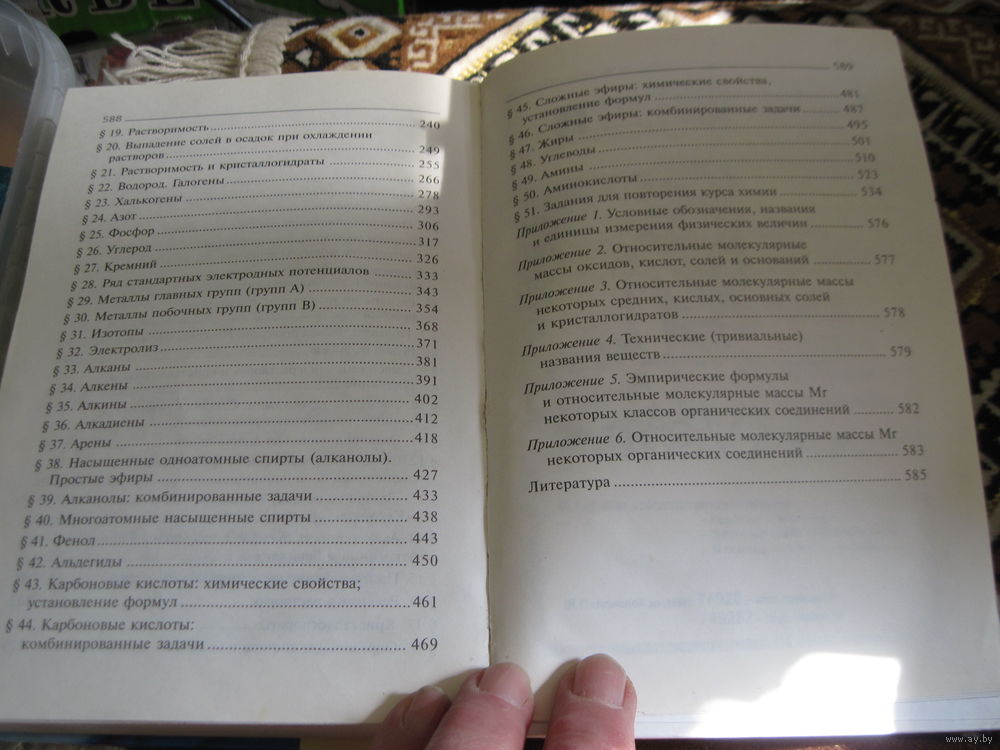 588
§ 19. Растворимость 240
§ 20. Выпадение солей в осадок при охлаждении
растворов 249
§ 21. Растворимость и кристаллогидраты 255
§ 22. Водород. Галогены 266
§ 23. Халькогены 278
§ 24. Азот 293
§ 25. Фосфор 306
§ 26. Углерод 317
§ 27. Кремний 326
§ 28. Ряд стандартных электродных потенциалов 333
§ 29. Металлы главных групп (групп А) 343
§ 30. Металлы побочных групп (групп В) 354
§ 31. Изотопы 368
§ 32. Электролиз 371
§ 33. Алканы 381
§ 34. Алкены 391
§ 35. Алкины 402
§ 36. Алкадиены 412
§ 37. Арены 418
§ 38. Насыщенные одноатомные спирты (алканолы).
Простые эфиры 427
§ 39. Алканолы: комбинированные задачи 433
§ 40. Многоатомные насыщенные спирты 438
§ 41. Фенол 443
§ 42. Альдегиды 450
§ 43. Карбоновые кислоты: химические свойства;
установление формул 461
§ 44. Карбоновые кислоты:
комбинированные задачи 469
589
§ 45. Сложные эфиры: химические свойства,
установление формул 481
§ 46. Сложные эфиры: комбинированные задачи 487
§ 47. Жиры 495
§ 48. Углеводы 501
§ 49. Амины 510
§ 50. Аминокислоты 523
§ 51. Задания для повторения курса химии 534
Приложение 1. Условные обозначения, названия
и единицы измерения физических величин 576
Приложение 2. Относительные молекулярные
массы оксидов, кислот, солей и оснований 577
Приложение 3. Относительные молекулярные массы
некоторых средних, кислых, основных солей
и кристаллогидратов 578
Приложение 4. Технические (тривиальные)
названия веществ 579
Приложение 5. Эмпирические формулы
и относительные молекулярные массы Mr
некоторых классов органических соединений 582
Приложение 6. Относительные молекулярные массы Mr
некоторых органических соединений 583
Литература 585
www.ay.by